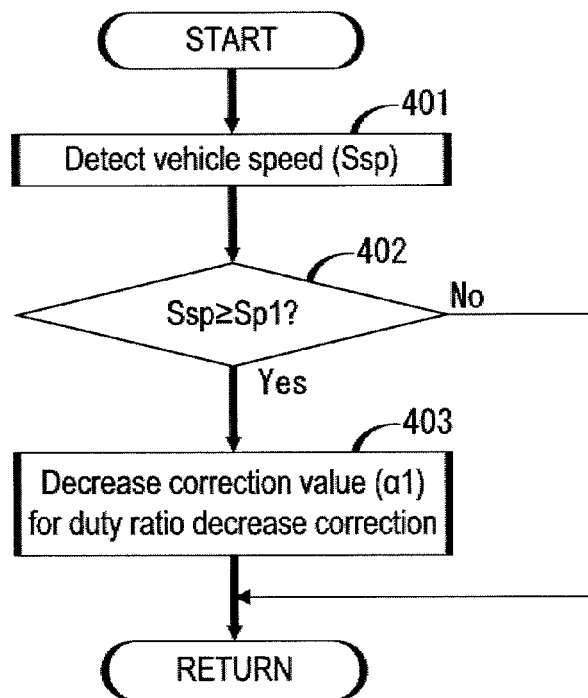 START
401
Detect vehicle speed (Ssp)
402
Ssp≥Sp1?
No
Yes
403
Decrease correction value (α1)
for duty ratio decrease correction
RETURN